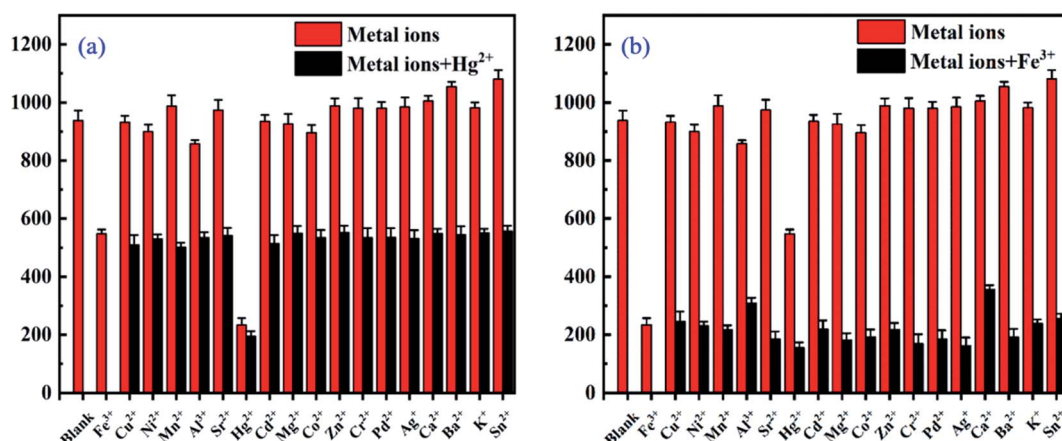 (a)
Metal ions
Metal ions+Hg²⁺
1200
1000
800
600
400
200
0
Blank
Fe³⁺
Cu²⁺
Ni²⁺
Mn²⁺
Al³⁺
Sr²⁺
Hg²⁺
Cd²⁺
Mg²⁺
Co²⁺
Zn²⁺
Cr³⁺
Pd²⁺
Ag⁺
Ca²⁺
Ba²⁺
K⁺
Sn²⁺
(b)
Metal ions
Metal ions+Fe³⁺
1200
1000
800
600
400
200
0
Blank
Fe³⁺
Cu²⁺
Ni²⁺
Mn²⁺
Al³⁺
Sr²⁺
Hg²⁺
Cd²⁺
Mg²⁺
Co²⁺
Zn²⁺
Cr³⁺
Pd²⁺
Ag⁺
Ca²⁺
Ba²⁺
K⁺
Sn²⁺